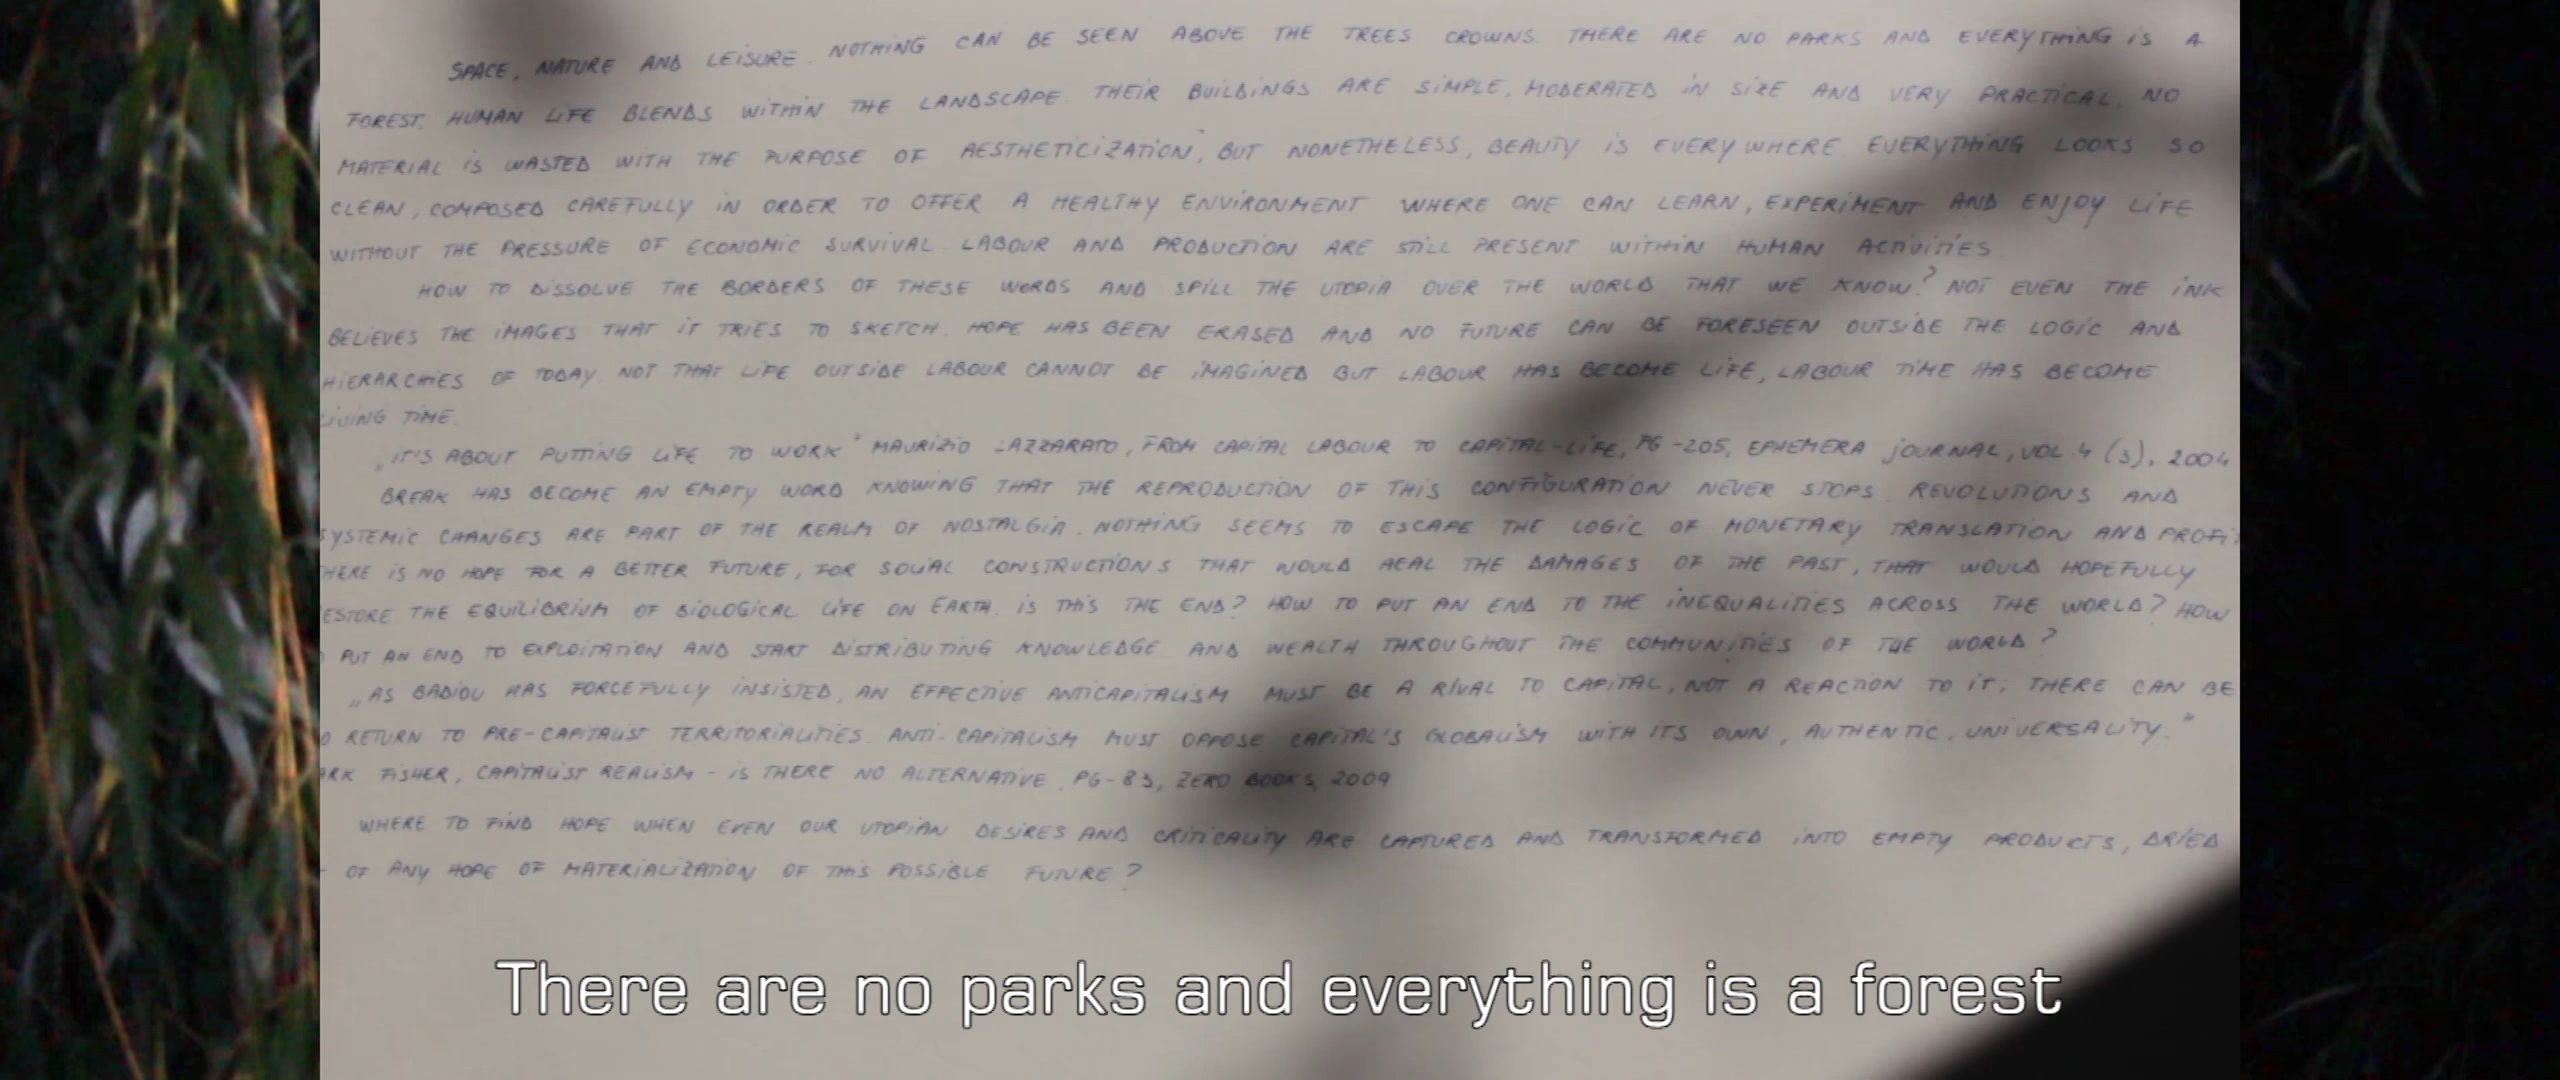 SPACE, NATURE AND LEISURE. NOTHING CAN BE SEEN ABOVE THE TREES CROWNS. THERE ARE NO PARKS AND EVERYTHING IS A
FOREST. HUMAN LIFE BLENDS WITHIN THE LANDSCAPE. THEIR BUILDINGS ARE SIMPLE, MODERATED IN SIZE AND VERY PRACTICAL. NO
MATERIAL IS WASTED WITH THE PURPOSE OF AESTHETICIZATION, BUT NONETHELESS, BEAUTY IS EVERYWHERE. EVERYTHING LOOKS SO
CLEAN, COMPOSED CAREFULLY IN ORDER TO OFFER A HEALTHY ENVIRONMENT WHERE ONE CAN LEARN, EXPERIMENT AND ENJOY LIFE
WITHOUT THE PRESSURE OF ECONOMIC SURVIVAL. LABOUR AND PRODUCTION ARE STILL PRESENT WITHIN HUMAN ACTIVITIES.
HOW TO DISSOLVE THE BORDERS OF THESE WORDS AND SPILL THE UTOPIA OVER THE WORLD THAT WE KNOW? NOT EVEN THE INK
BELIEVES THE IMAGES THAT IT TRIES TO SKETCH. HOPE HAS BEEN ERASED AND NO FUTURE CAN BE FORESEEN OUTSIDE THE LOGIC AND
HIERARCHIES OF TODAY. NOT THAT LIFE OUTSIDE LABOUR CANNOT BE IMAGINED BUT LABOUR HAS BECOME LIFE, LABOUR TIME HAS BECOME
LIVING TIME.
„IT'S ABOUT PUTTING LIFE TO WORK" MAURIZIO LAZZARATO, FROM CAPITAL LABOUR TO CAPITAL-LIFE, PG-205, EPHEMERA JOURNAL, VOL 4 (3), 2004
BREAK HAS BECOME AN EMPTY WORD KNOWING THAT THE REPRODUCTION OF THIS CONFIGURATION NEVER STOPS. REVOLUTIONS AND
SYSTEMIC CHANGES ARE PART OF THE REALM OF NOSTALGIA. NOTHING SEEMS TO ESCAPE THE LOGIC OF MONETARY TRANSLATION AND PROFI
HERE IS NO HOPE FOR A BETTER FUTURE, FOR SOCIAL CONSTRUCTIONS THAT WOULD HEAL THE DAMAGES OF THE PAST, THAT WOULD HOPEFULLY
ESTORE THE EQUILIBRIUM OF BIOLOGICAL LIFE ON EARTH. IS THIS THE END? HOW TO PUT AN END TO THE INEQUALITIES ACROSS THE WORLD? HOW
O PUT AN END TO EXPLOITATION AND START DISTRIBUTING KNOWLEDGE AND WEALTH THROUGHOUT THE COMMUNITIES OF THE WORLD?
„AS BADIOU HAS FORCEFULLY INSISTED, AN EFFECTIVE ANTICAPITALISM MUST BE A RIVAL TO CAPITAL, NOT A REACTION TO IT; THERE CAN BE
O RETURN TO PRE-CAPITALIST TERRITORIALITIES. ANTI-CAPITALISM MUST OPPOSE CAPITAL'S GLOBALISM WITH ITS OWN, AUTHENTIC, UNIVERSALITY."
ARK FISHER, CAPITALIST REALISM - IS THERE NO ALTERNATIVE, PG-83, ZERO BOOKS, 2009
WHERE TO FIND HOPE WHEN EVEN OUR UTOPIAN DESIRES AND CRITICALITY ARE CAPTURED AND TRANSFORMED INTO EMPTY PRODUCTS, DRIED
OF ANY HOPE OF MATERIALIZATION OF THIS POSSIBLE FUTURE?
There are no parks and everything is a forest